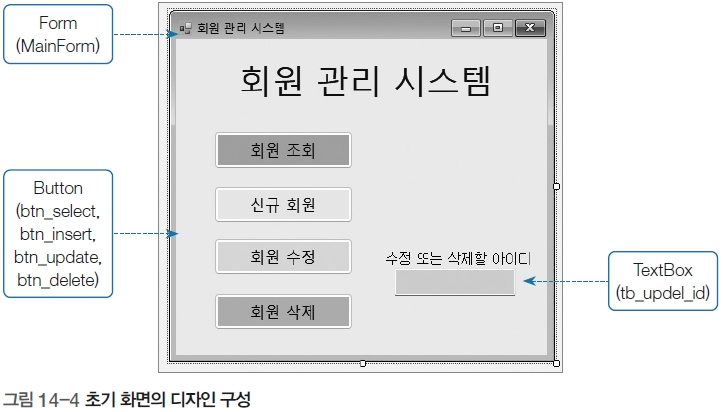 Form
(MainForm)
회원 관리 시스템
회원 관리 시스템
회원 조회
Button
(btn_select,
btn_insert,
btn_update,
btn_delete)
신규 회원
회원 수정
회원 삭제
수정 또는 삭제할 아이디
TextBox
(tb_updel_id)
그림 14-4 초기 화면의 디자인 구성